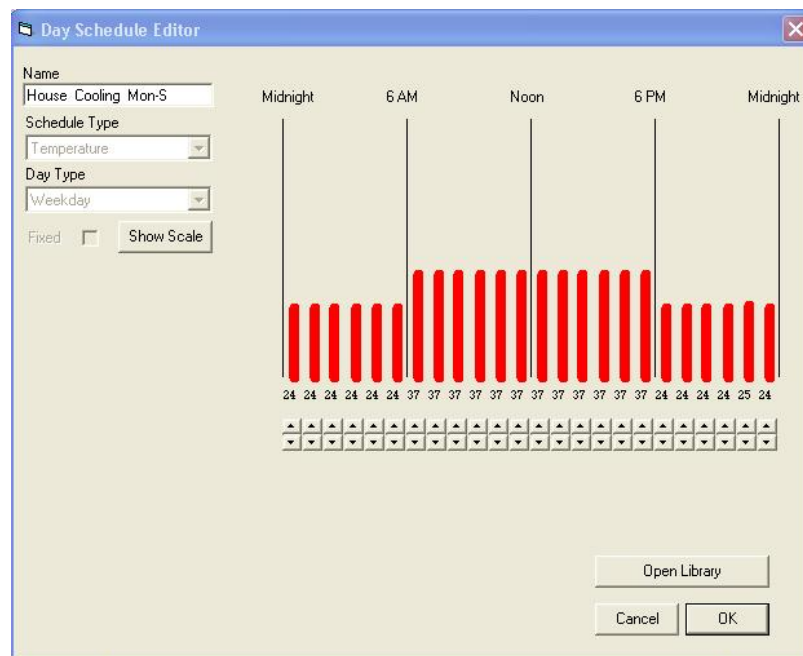 Day Schedule Editor
Name
House Cooling Mon-S
Schedule Type
Temperature
Day Type
Weekday
Fixed Show Scale
Midnight 6 AM Noon 6 PM Midnight
24 24 24 24 24 24 37 37 37 37 37 37 37 37 37 37 37 37 24 24 24 24 25 24
Open Library
Cancel OK